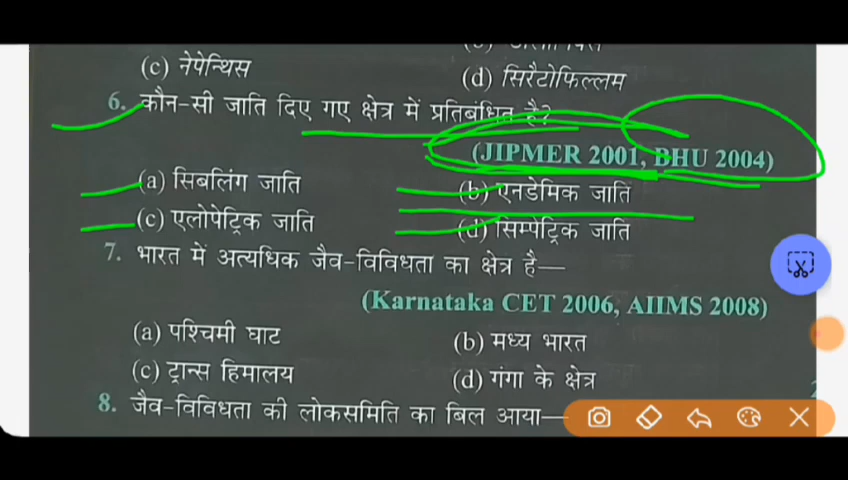 (c) नेपेन्थिस
(d) सिरैटोफिल्लम
6. कौन-सी जाति दिए गए क्षेत्र में प्रतिबंधित है?
(JIPMER 2001, BHU 2004)
(a) सिबलिंग जाति (b) एनडेमिक जाति
(c) एलोपेट्रिक जाति (d) सिम्पेट्रिक जाति
7. भारत में अत्यधिक जैव-विविधता का क्षेत्र है—
(Karnataka CET 2006, AIIMS 2008)
(a) पश्चिमी घाट (b) मध्य भारत
(c) ट्रान्स हिमालय (d) गंगा के क्षेत्र
8. जैव-विविधता की लोकसमिति का बिल आया—